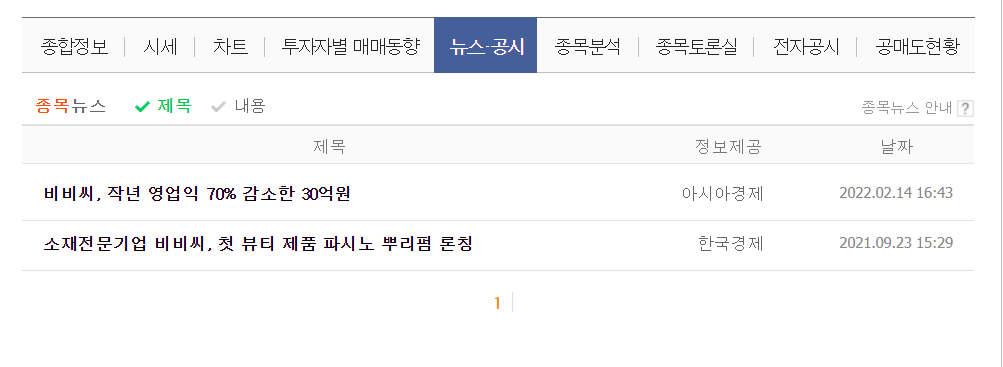 종합정보 시세 차트 투자자별 매매동향 뉴스·공시 종목분석 종목토론실 전자공시 공매도현황
종목뉴스 제목 내용 종목뉴스 안내 ?
제목 정보제공 날짜
비비씨, 작년 영업익 70% 감소한 30억원 아시아경제 2022.02.14 16:43
소재전문기업 비비씨, 첫 뷰티 제품 파시노 뿌리펌 론칭 한국경제 2021.09.23 15:29
1